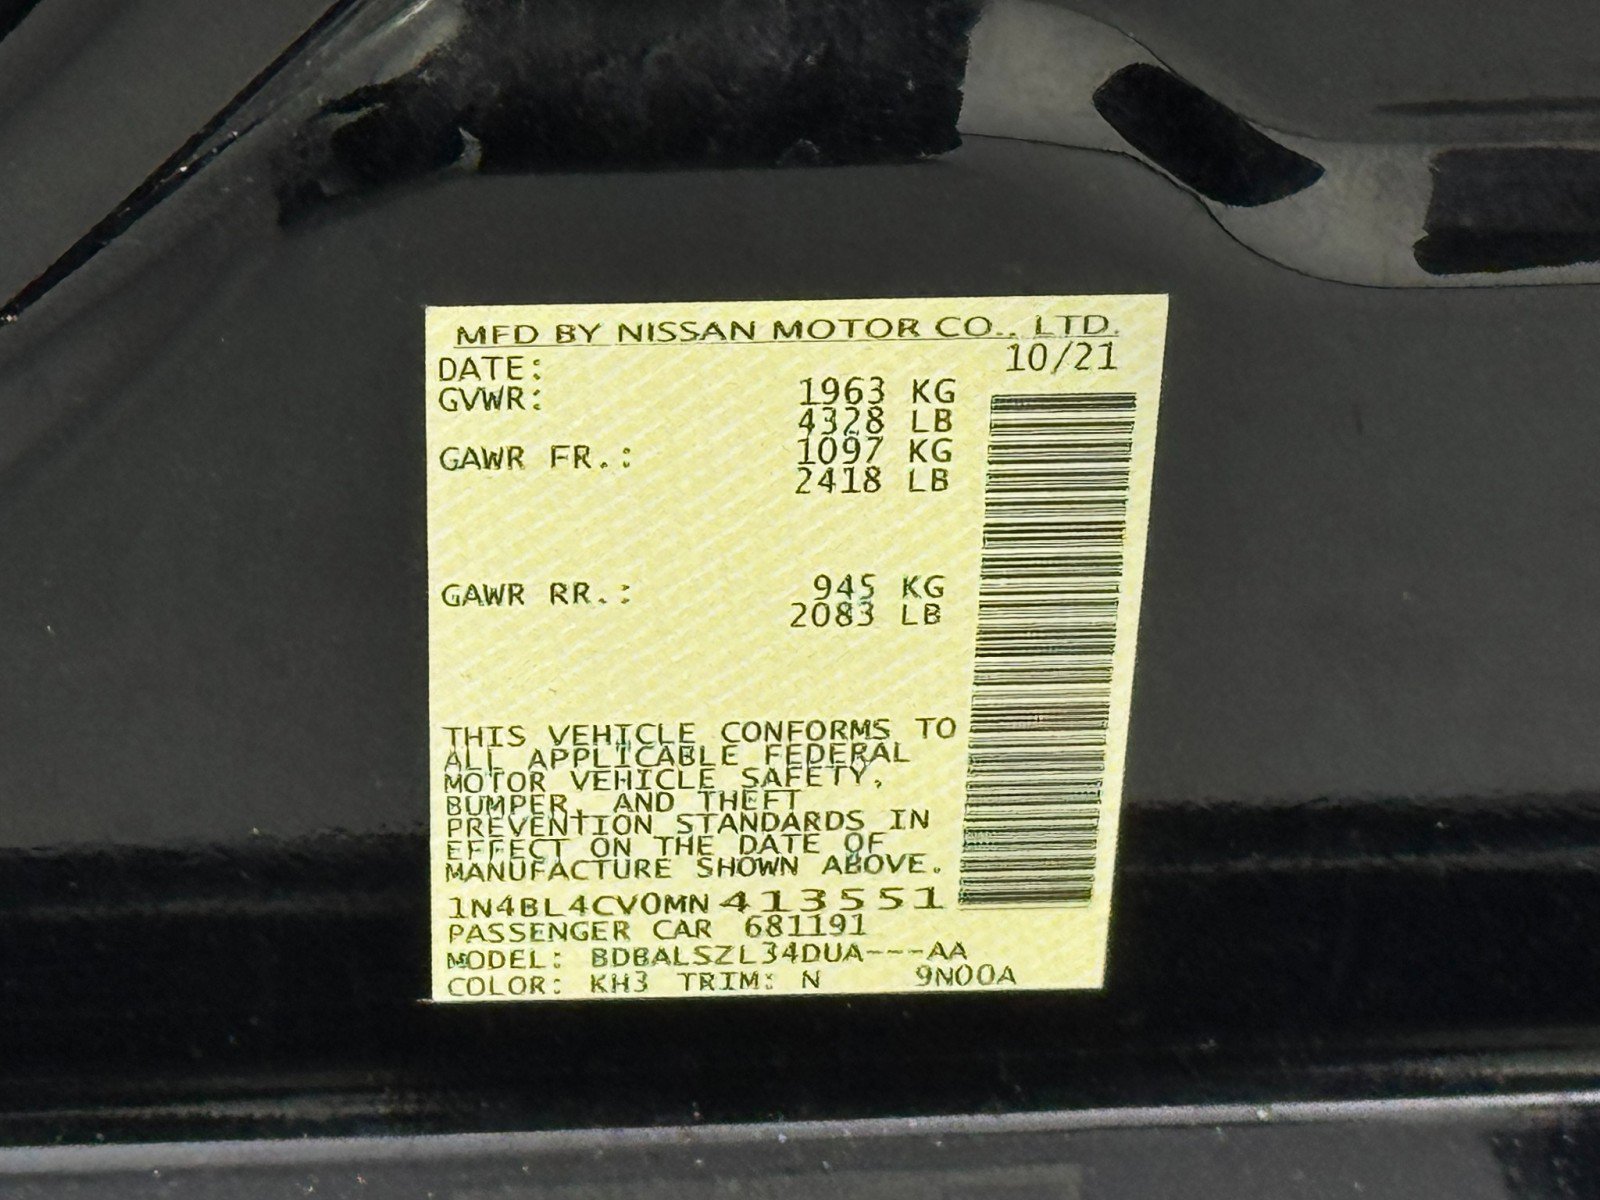 MFD BY NISSAN MOTOR CO., LTD.
DATE: 10/21
GVWR: 1963 KG
4328 LB
GAWR FR.: 1097 KG
2418 LB
GAWR RR.: 945 KG
2083 LB
THIS VEHICLE CONFORMS TO
ALL APPLICABLE FEDERAL
MOTOR VEHICLE SAFETY,
BUMPER, AND THEFT
PREVENTION STANDARDS IN
EFFECT ON THE DATE OF
MANUFACTURE SHOWN ABOVE.
1N4BL4CV0MN413551
PASSENGER CAR 681191
MODEL: BDBALSZL34DUA---AA
COLOR: KH3 TRIM: N 9N00A